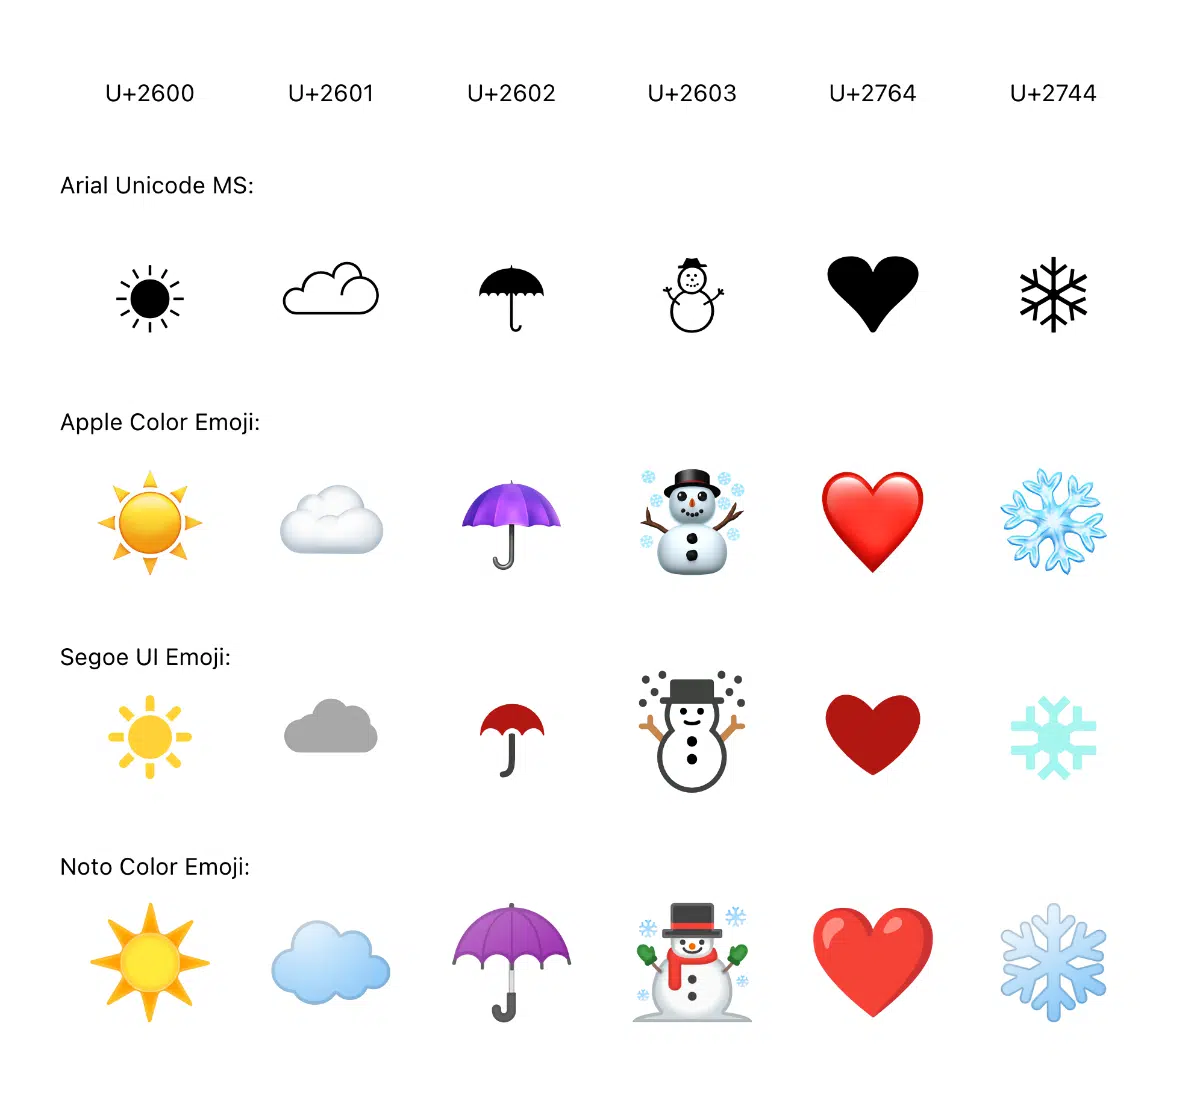 U+2600 U+2601 U+2602 U+2603 U+2764 U+2744
Arial Unicode MS:
Apple Color Emoji:
Segoe UI Emoji:
Noto Color Emoji: